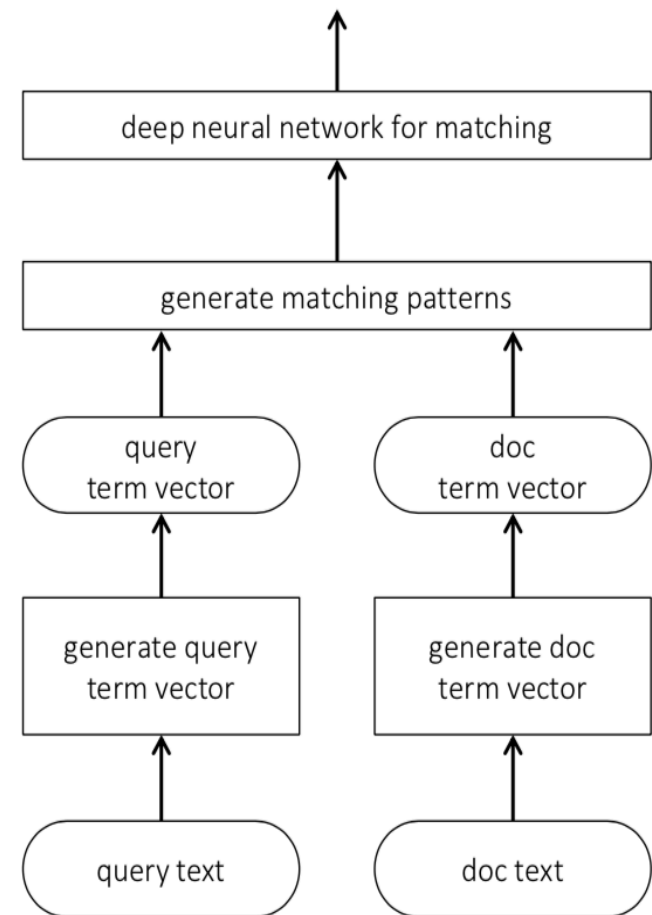 deep neural network for matching
generate matching patterns
query
term vector
doc
term vector
generate query
term vector
generate doc
term vector
query text
doc text